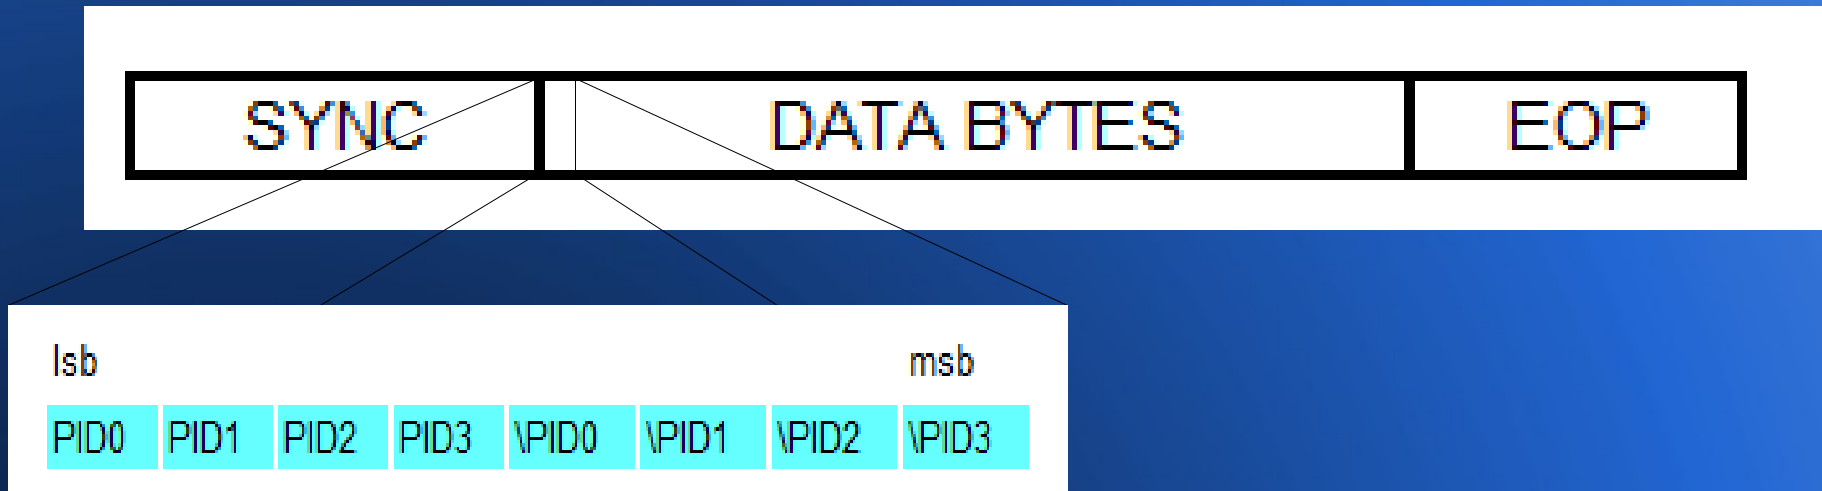 SYNC DATA BYTES EOP
lsb msb
PID0 PID1 PID2 PID3 \PID0 \PID1 \PID2 \PID3